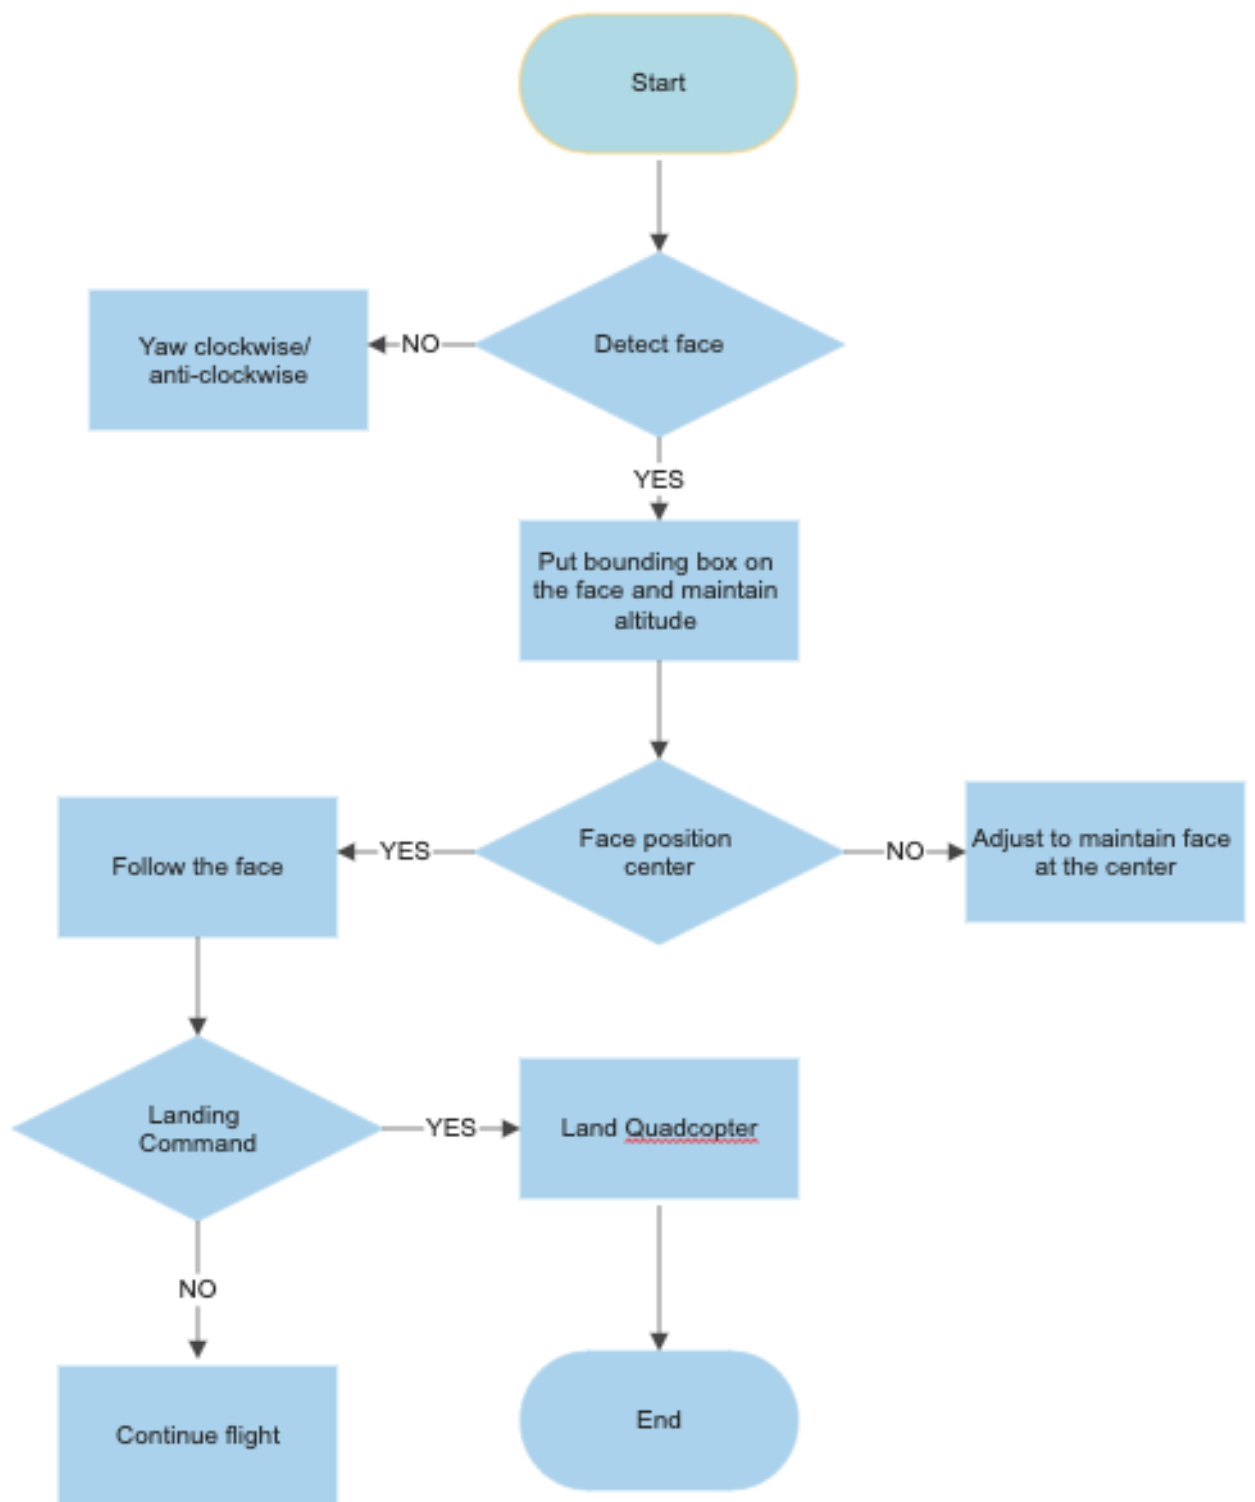 Start
Detect face
NO
Yaw clockwise/
anti-clockwise
YES
Put bounding box on
the face and maintain
altitude
Face position
center
YES
Follow the face
NO
Adjust to maintain face
at the center
Landing
Command
YES
Land Quadcopter
NO
Continue flight
End